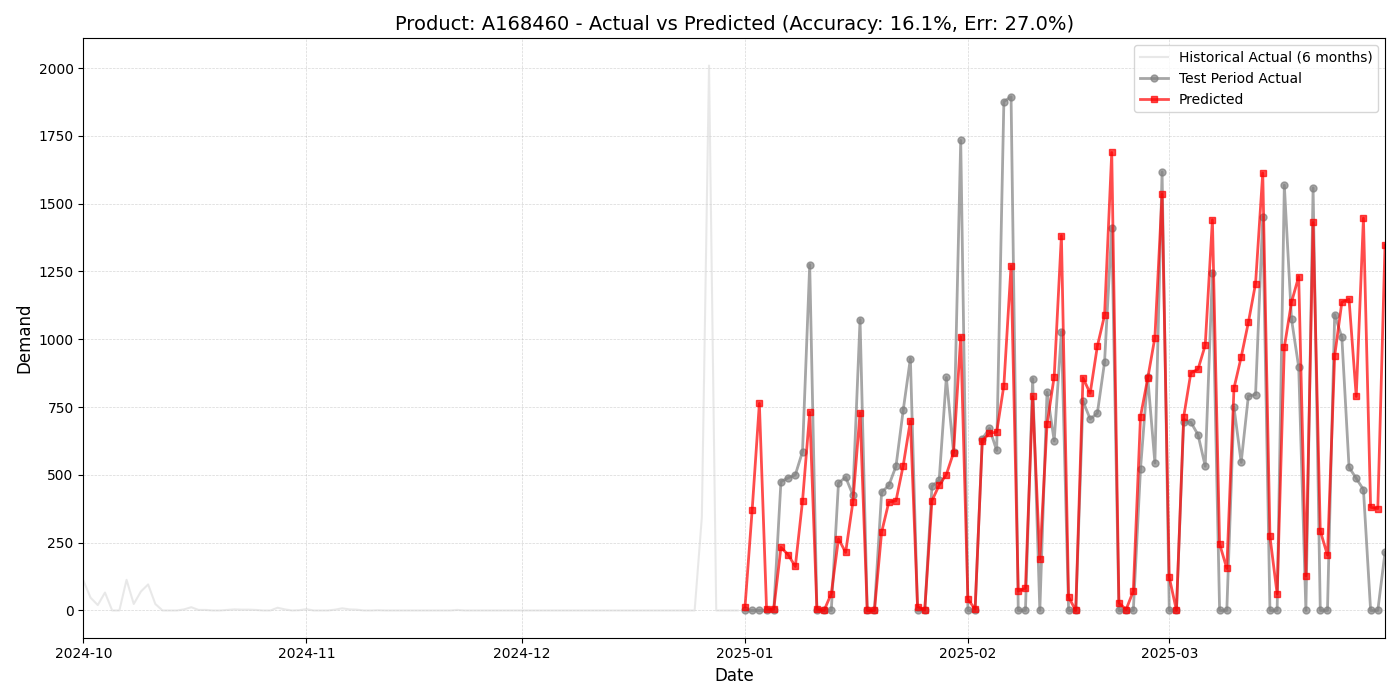 Product: A168460 - Actual vs Predicted (Accuracy: 16.1%, Err: 27.0%)
Historical Actual (6 months)
Test Period Actual
Predicted
Demand
2000
1750
1500
1250
1000
750
500
250
0
2024-10
2024-11
2024-12
2025-01
2025-02
2025-03
Date